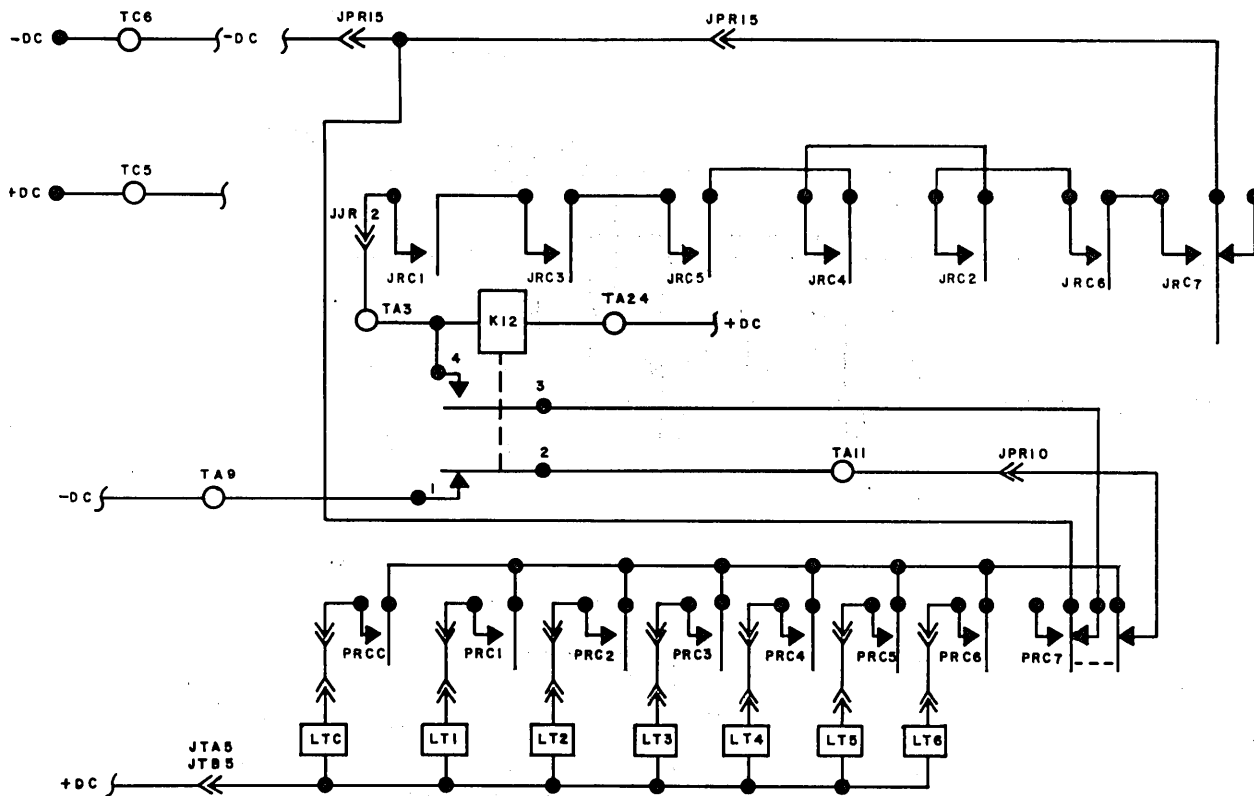 TC6
-DC
-DC
JPR15
JPR15
TC5
+DC
JJR 2
JRC1
JRC3
JRC5
JRC4
JRC2
JRC6
JRC7
TA3
K12
TA24
+DC
4
3
2
TA11
JPR10
TA9
-DC
1
PRCC
PRC1
PRC2
PRC3
PRC4
PRC5
PRC6
PRC7
LTC
LT1
LT2
LT3
LT4
LT5
LT6
JTA5
JTB5
+DC